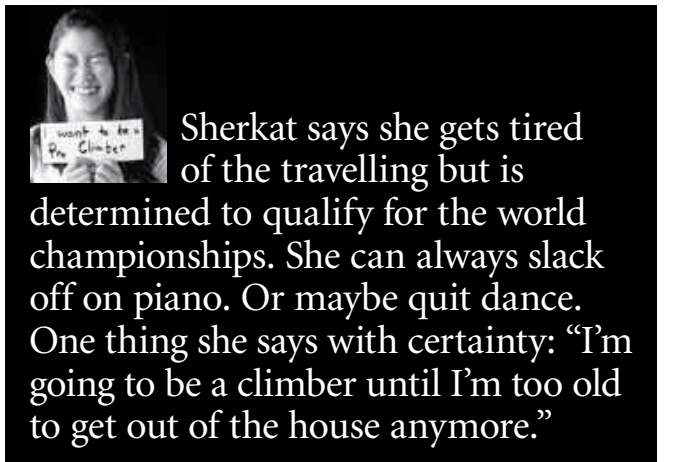 I want to be a
Pro Climber
Sherkat says she gets tired
of the travelling but is
determined to qualify for the world
championships. She can always slack
off on piano. Or maybe quit dance.
One thing she says with certainty: “I’m
going to be a climber until I’m too old
to get out of the house anymore.”